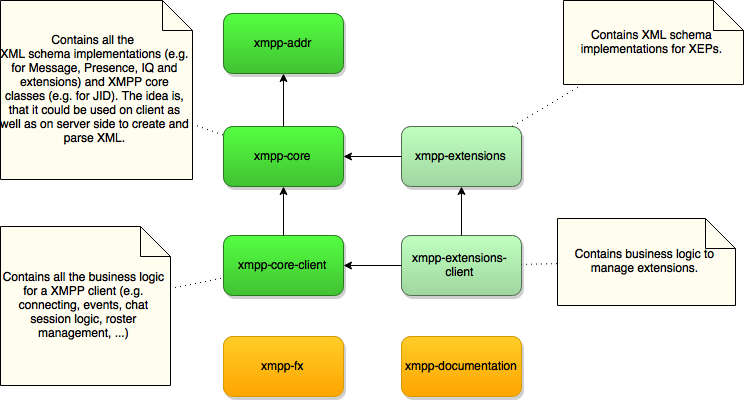 Contains all the
XML schema implementations (e.g.
for Message, Presence, IQ and
extensions) and XMPP core
classes (e.g. for JID). The idea is,
that it could be used on client as
well as on server side to create and
parse XML.
xmpp-addr
Contains XML schema
implementations for XEPs.
xmpp-core
xmpp-extensions
Contains all the business logic
for a XMPP client (e.g.
connecting, events, chat
session logic, roster
management, ...)
xmpp-core-client
xmpp-extensions-
client
Contains business logic to
manage extensions.
xmpp-fx
xmpp-documentation